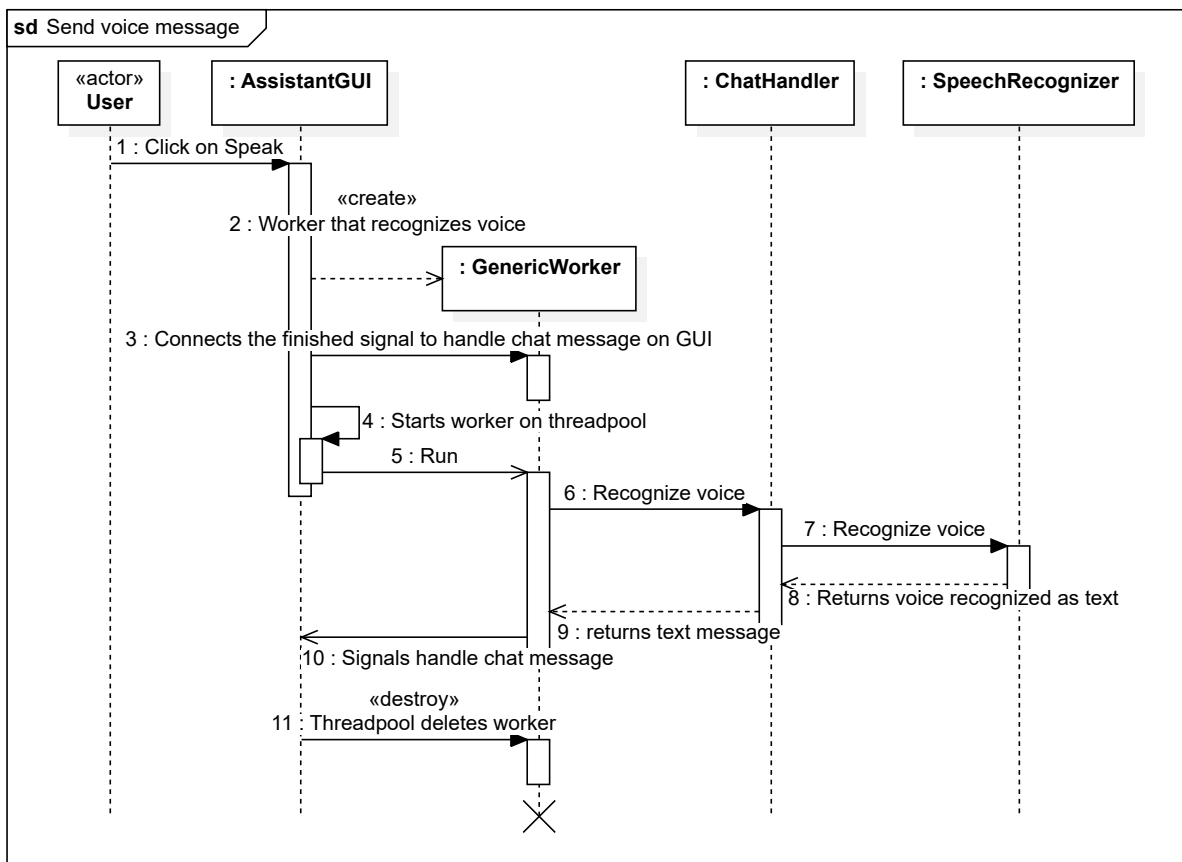 sd Send voice message
«actor»
User
: AssistantGUI
: ChatHandler
: SpeechRecognizer
1 : Click on Speak
«create»
2 : Worker that recognizes voice
: GenericWorker
3 : Connects the finished signal to handle chat message on GUI
4 : Starts worker on threadpool
5 : Run
6 : Recognize voice
7 : Recognize voice
8 : Returns voice recognized as text
9 : returns text message
10 : Signals handle chat message
«destroy»
11 : Threadpool deletes worker